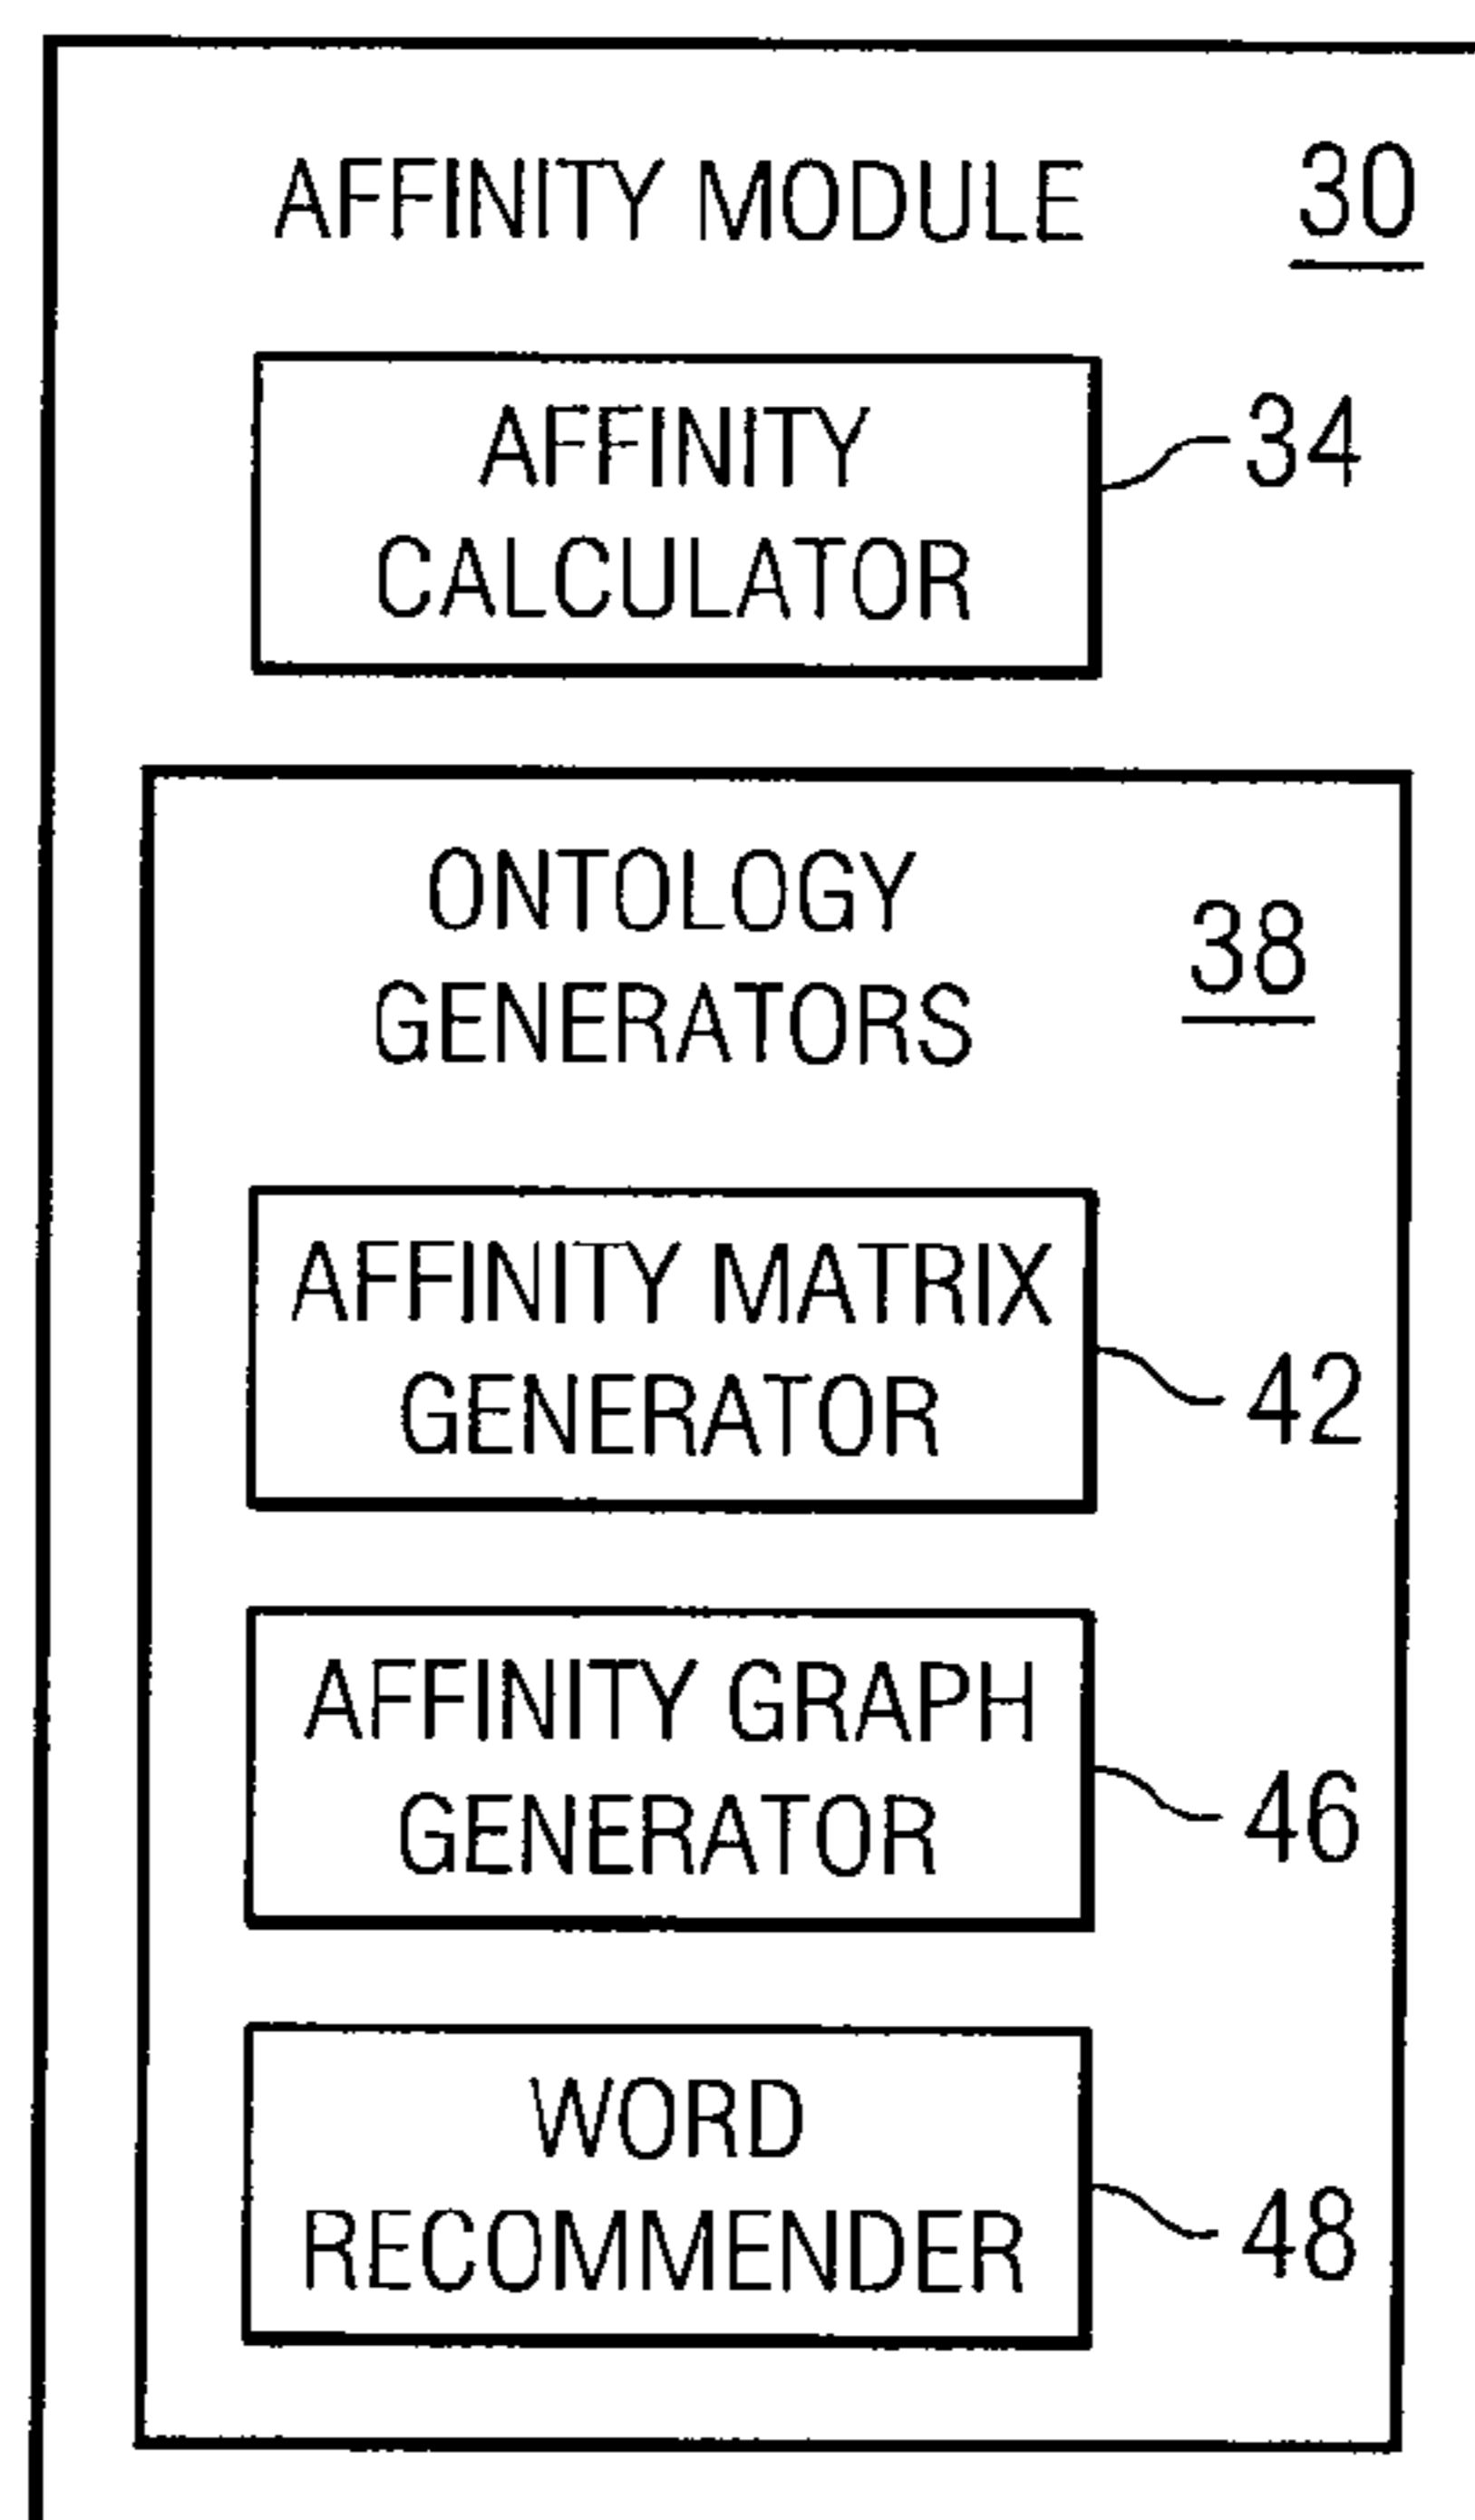 AFFINITY MODULE 30
AFFINITY
CALCULATOR
34
ONTOLOGY
GENERATORS
38
AFFINITY MATRIX
GENERATOR
42
AFFINITY GRAPH
GENERATOR
46
WORD
RECOMMENDER
48